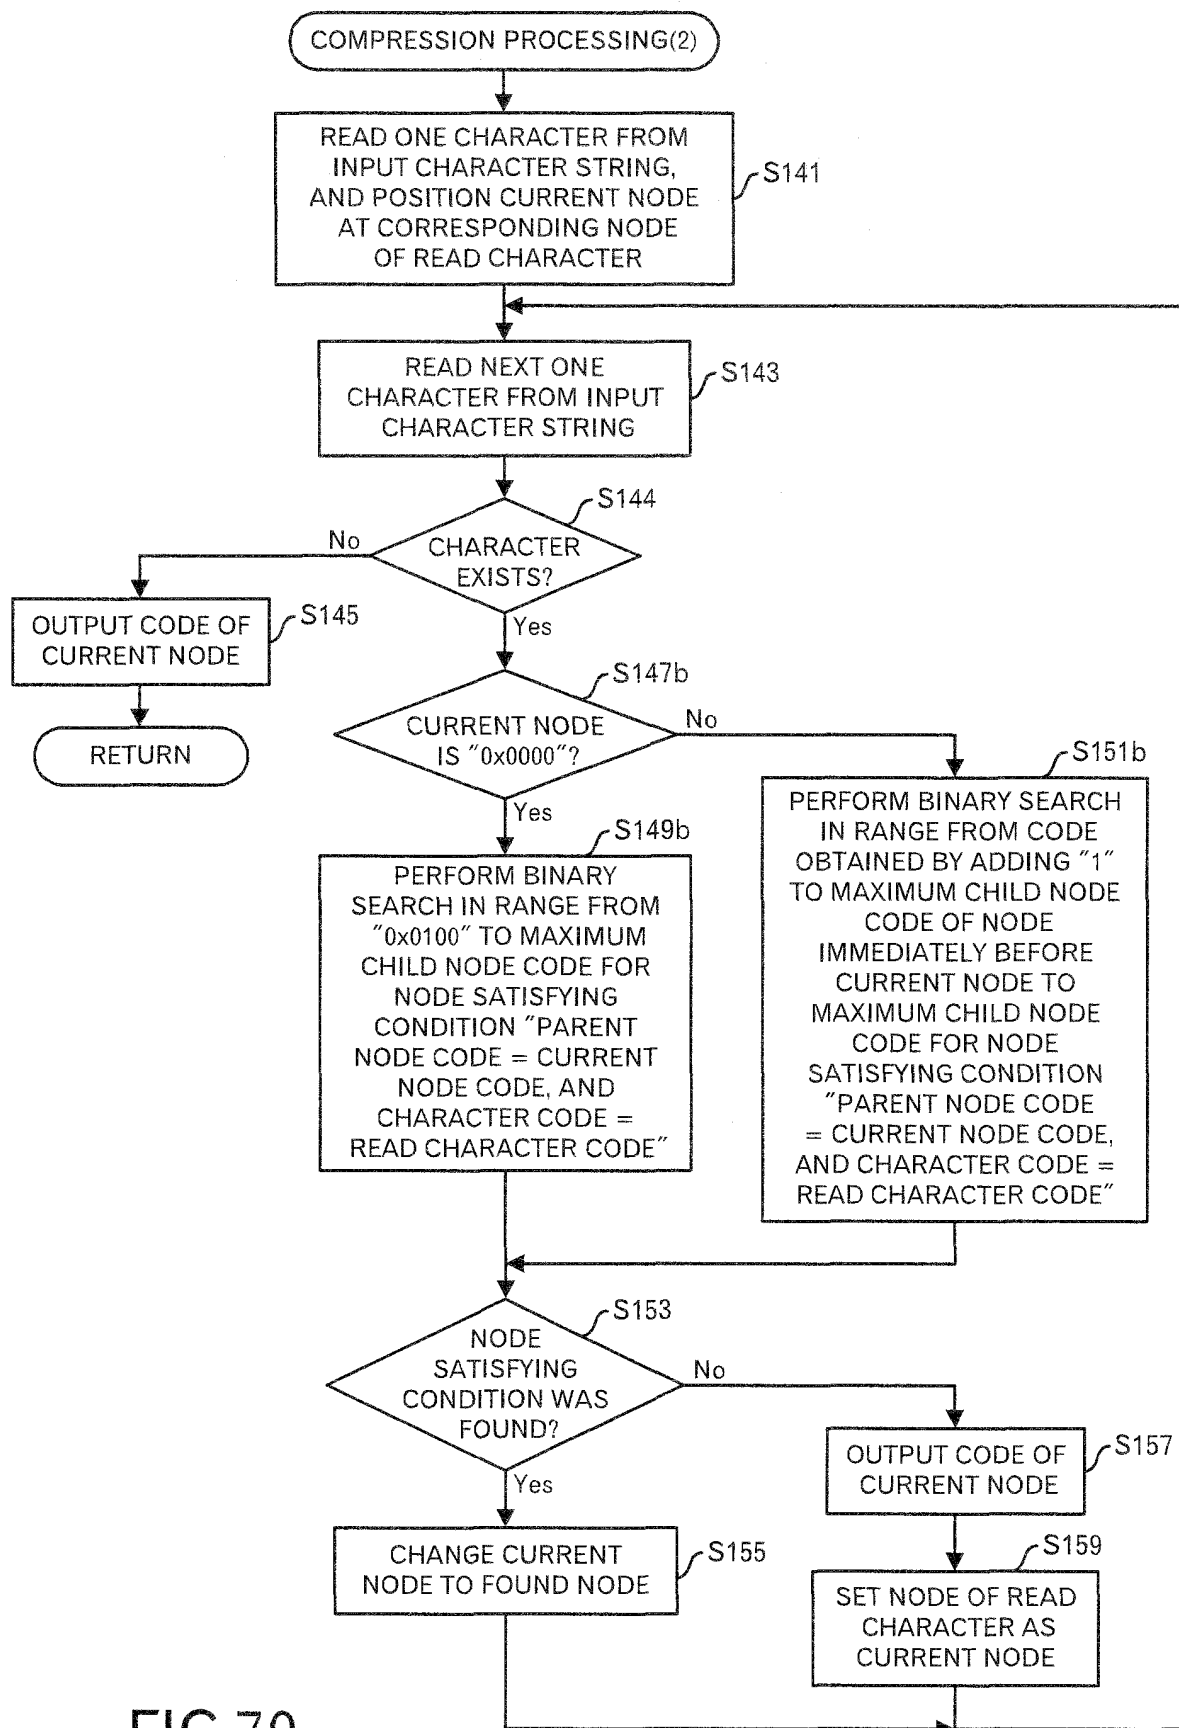 COMPRESSION PROCESSING(2)
READ ONE CHARACTER FROM
INPUT CHARACTER STRING,
AND POSITION CURRENT NODE
AT CORRESPONDING NODE
OF READ CHARACTER
S141
READ NEXT ONE
CHARACTER FROM INPUT
CHARACTER STRING
S143
S144
CHARACTER
EXISTS?
No
Yes
S145
OUTPUT CODE OF
CURRENT NODE
RETURN
S147b
CURRENT NODE
IS "0x0000"?
No
Yes
S149b
PERFORM BINARY
SEARCH IN RANGE FROM
"0x0100" TO MAXIMUM
CHILD NODE CODE FOR
NODE SATISFYING
CONDITION "PARENT
NODE CODE = CURRENT
NODE CODE, AND
CHARACTER CODE =
READ CHARACTER CODE"
S151b
PERFORM BINARY SEARCH
IN RANGE FROM CODE
OBTAINED BY ADDING "1"
TO MAXIMUM CHILD NODE
CODE OF NODE
IMMEDIATELY BEFORE
CURRENT NODE TO
MAXIMUM CHILD NODE
CODE FOR NODE
SATISFYING CONDITION
"PARENT NODE CODE
= CURRENT NODE CODE,
AND CHARACTER CODE =
READ CHARACTER CODE"
S153
NODE
SATISFYING
CONDITION WAS
FOUND?
No
Yes
OUTPUT CODE OF
CURRENT NODE
S157
CHANGE CURRENT
NODE TO FOUND NODE
S155
S159
SET NODE OF READ
CHARACTER AS
CURRENT NODE